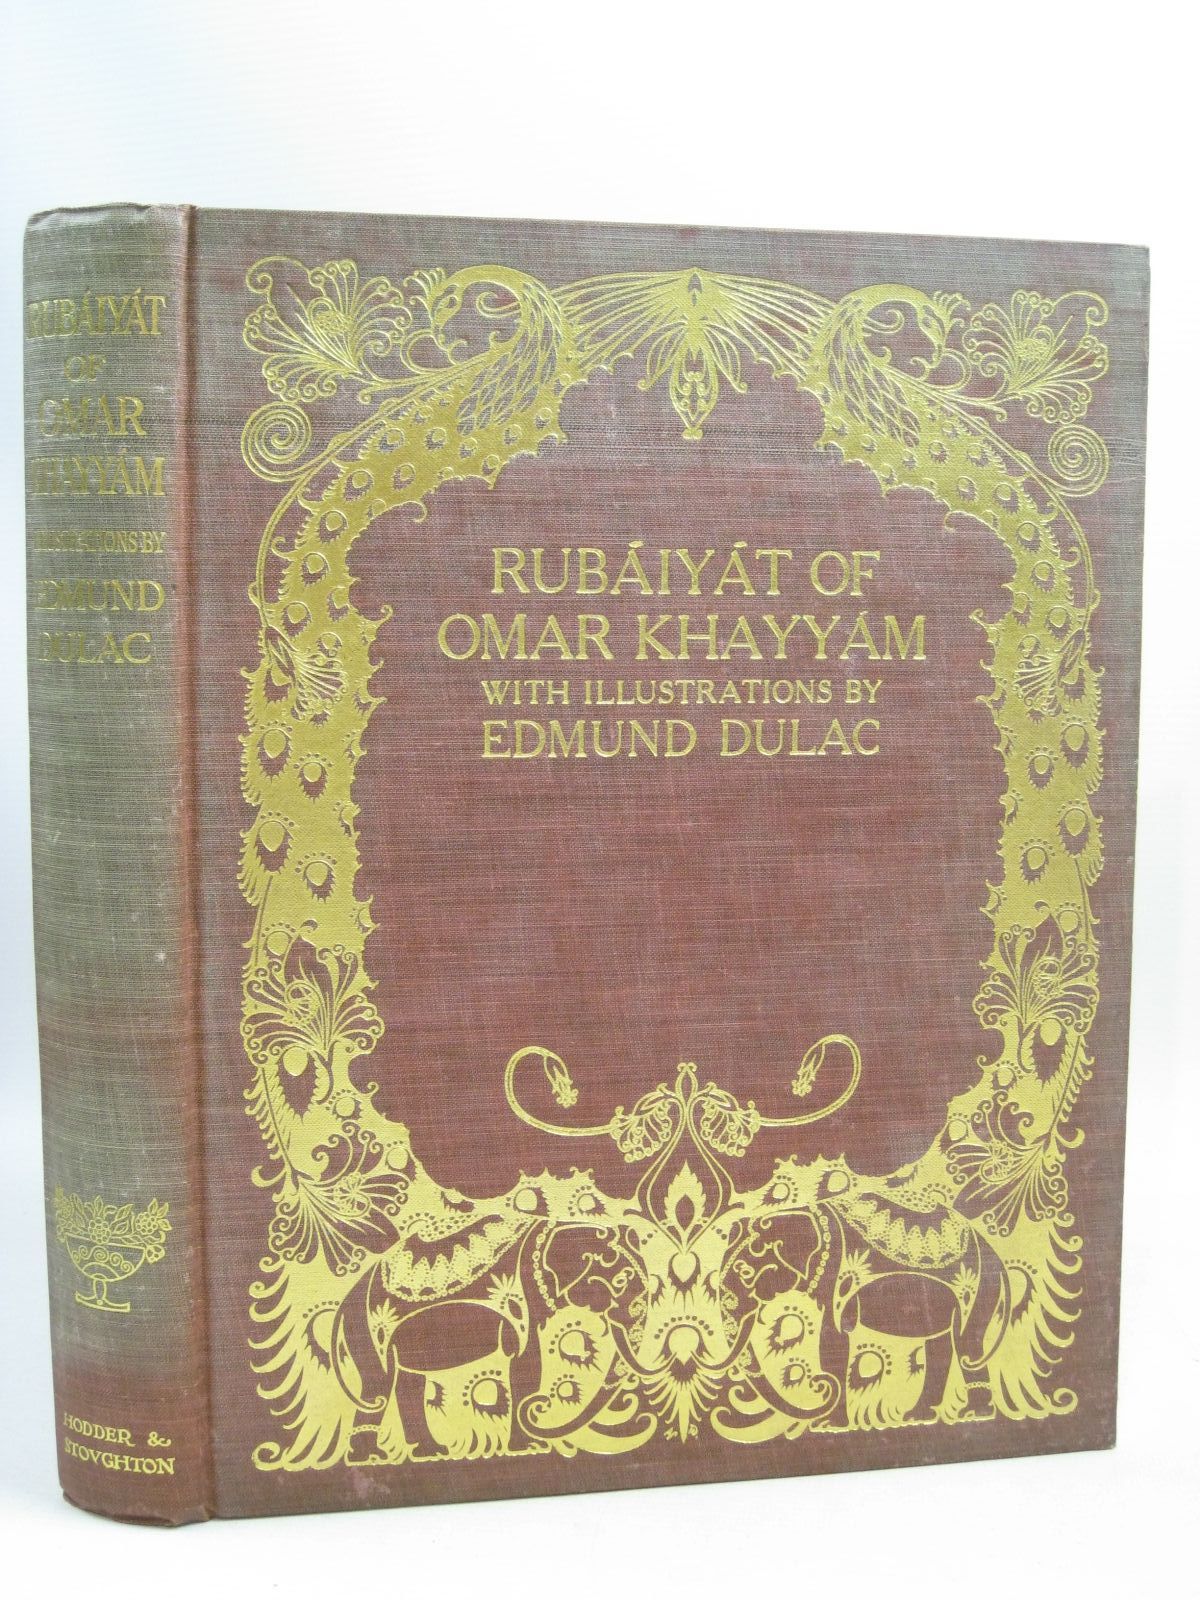 RUBÁIYÁT
OF
OMAR
KHAYYÁM
ILLUSTRATIONS BY
EDMUND
DULAC
HODDER &
STOVGHTON
RUBÁIYÁT OF
OMAR KHAYYÁM
WITH ILLUSTRATIONS BY
EDMUND DULAC